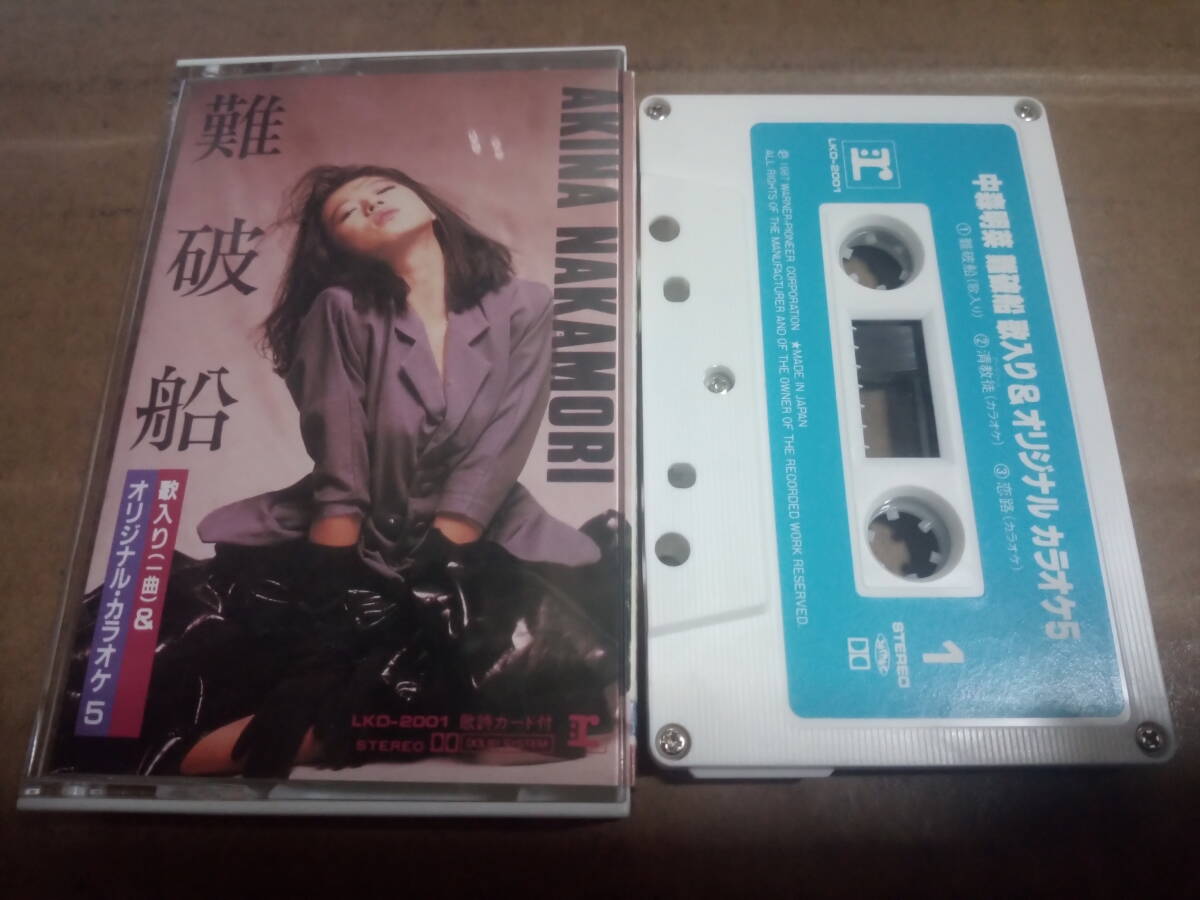 難破船
AKINA NAKAMORI
歌入り(一曲)&
オリジナル・カラオケ5
LKD-2001 歌詩カード付
STEREO DOLBY SYSTEM
r
r
LKD-2001
中森明菜 難破船 歌入り&オリジナル カラオケ5
①難破船(歌入り) ②清教徒(カラオケ) ③恋路(カラオケ)
Ⓟ 1987 WARNER-PIONEER CORPORATION ★MADE IN JAPAN
ALL RIGHTS OF THE MANUFACTURER AND OF THE OWNER OF THE RECORDED WORK RESERVED.
1
STEREO